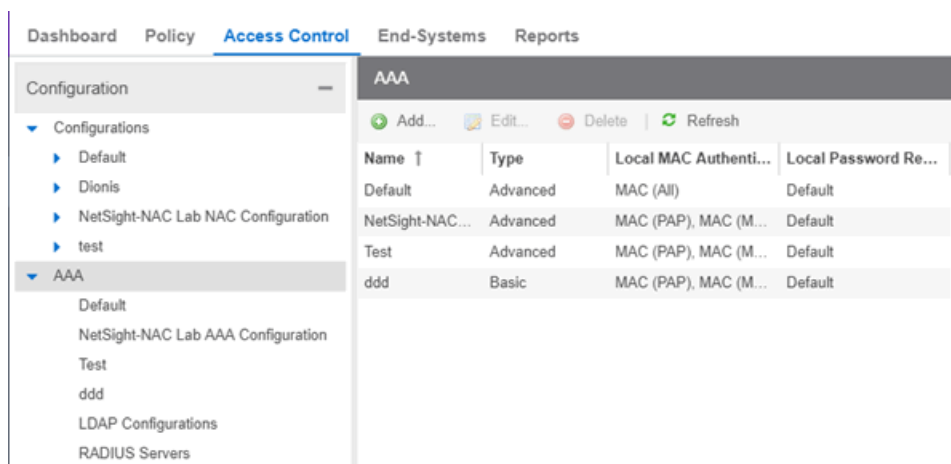 Dashboard Policy Access Control End-Systems Reports
Configuration
Configurations
Default
Dionis
NetSight-NAC Lab NAC Configuration
test
AAA
Default
NetSight-NAC Lab AAA Configuration
Test
ddd
LDAP Configurations
RADIUS Servers
AAA
Add... Edit... Delete Refresh
Name Type Local MAC Authenti... Local Password Re...
Default Advanced MAC (All) Default
NetSight-NAC... Advanced MAC (PAP), MAC (M... Default
Test Advanced MAC (PAP), MAC (M... Default
ddd Basic MAC (PAP), MAC (M... Default